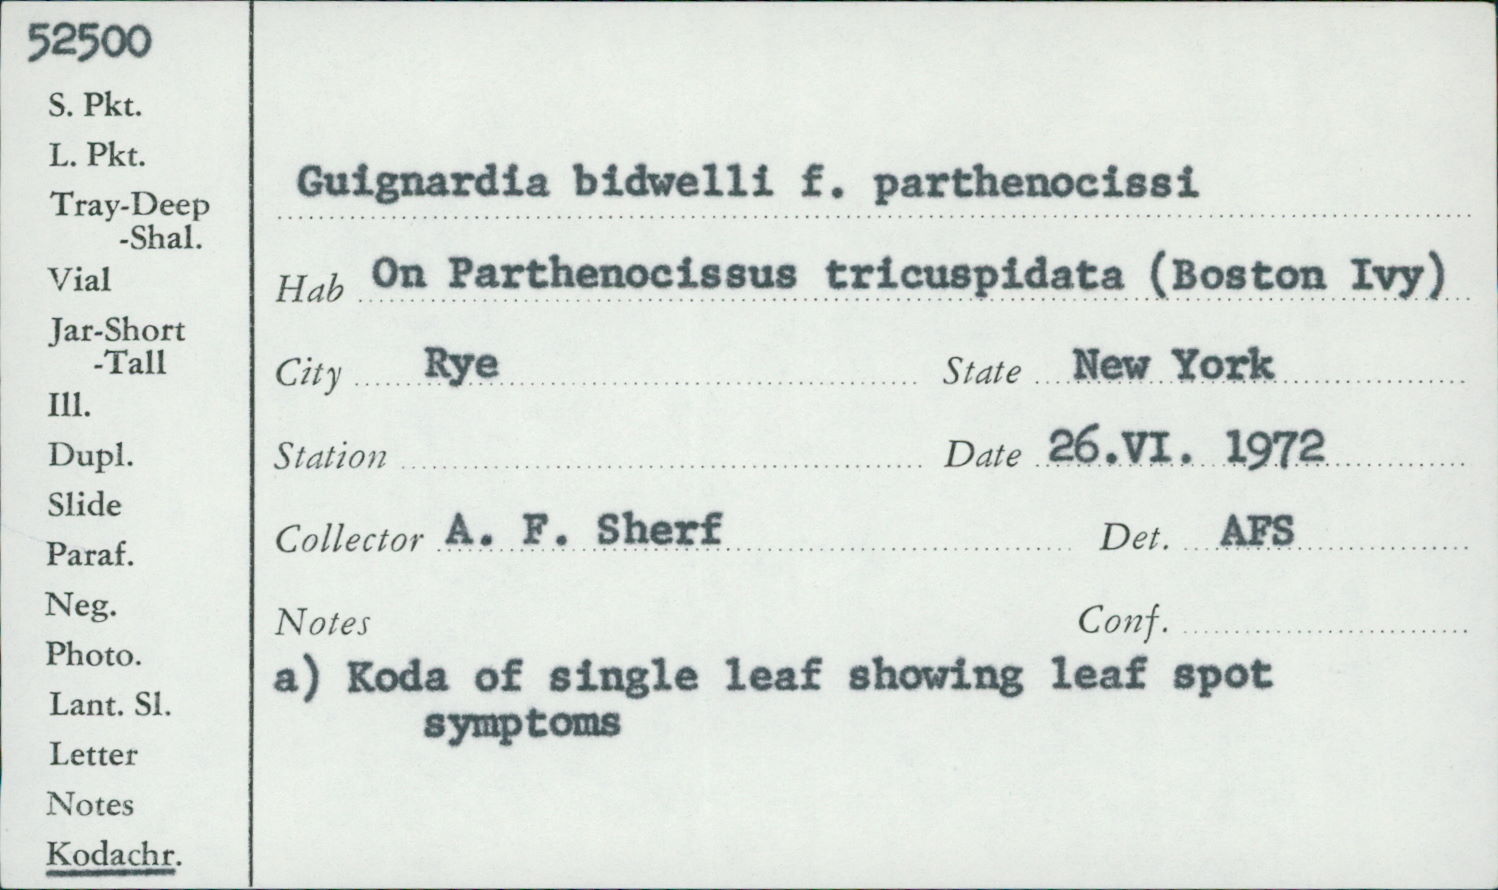 52500
S. Pkt.
L. Pkt.
Tray-Deep
-Shal.
Vial
Jar-Short
-Tall
Ill.
Dupl.
Slide
Paraf.
Neg.
Photo.
Lant. Sl.
Letter
Notes
Kodachr.
Guignardia bidwelli f. parthenocissi
Hab On Parthenocissus tricuspidata (Boston Ivy)
City Rye State New York
Station Date 26.VI. 1972
Collector A. F. Sherf Det. AFS
Notes Conf.
a) Koda of single leaf showing leaf spot
symptoms